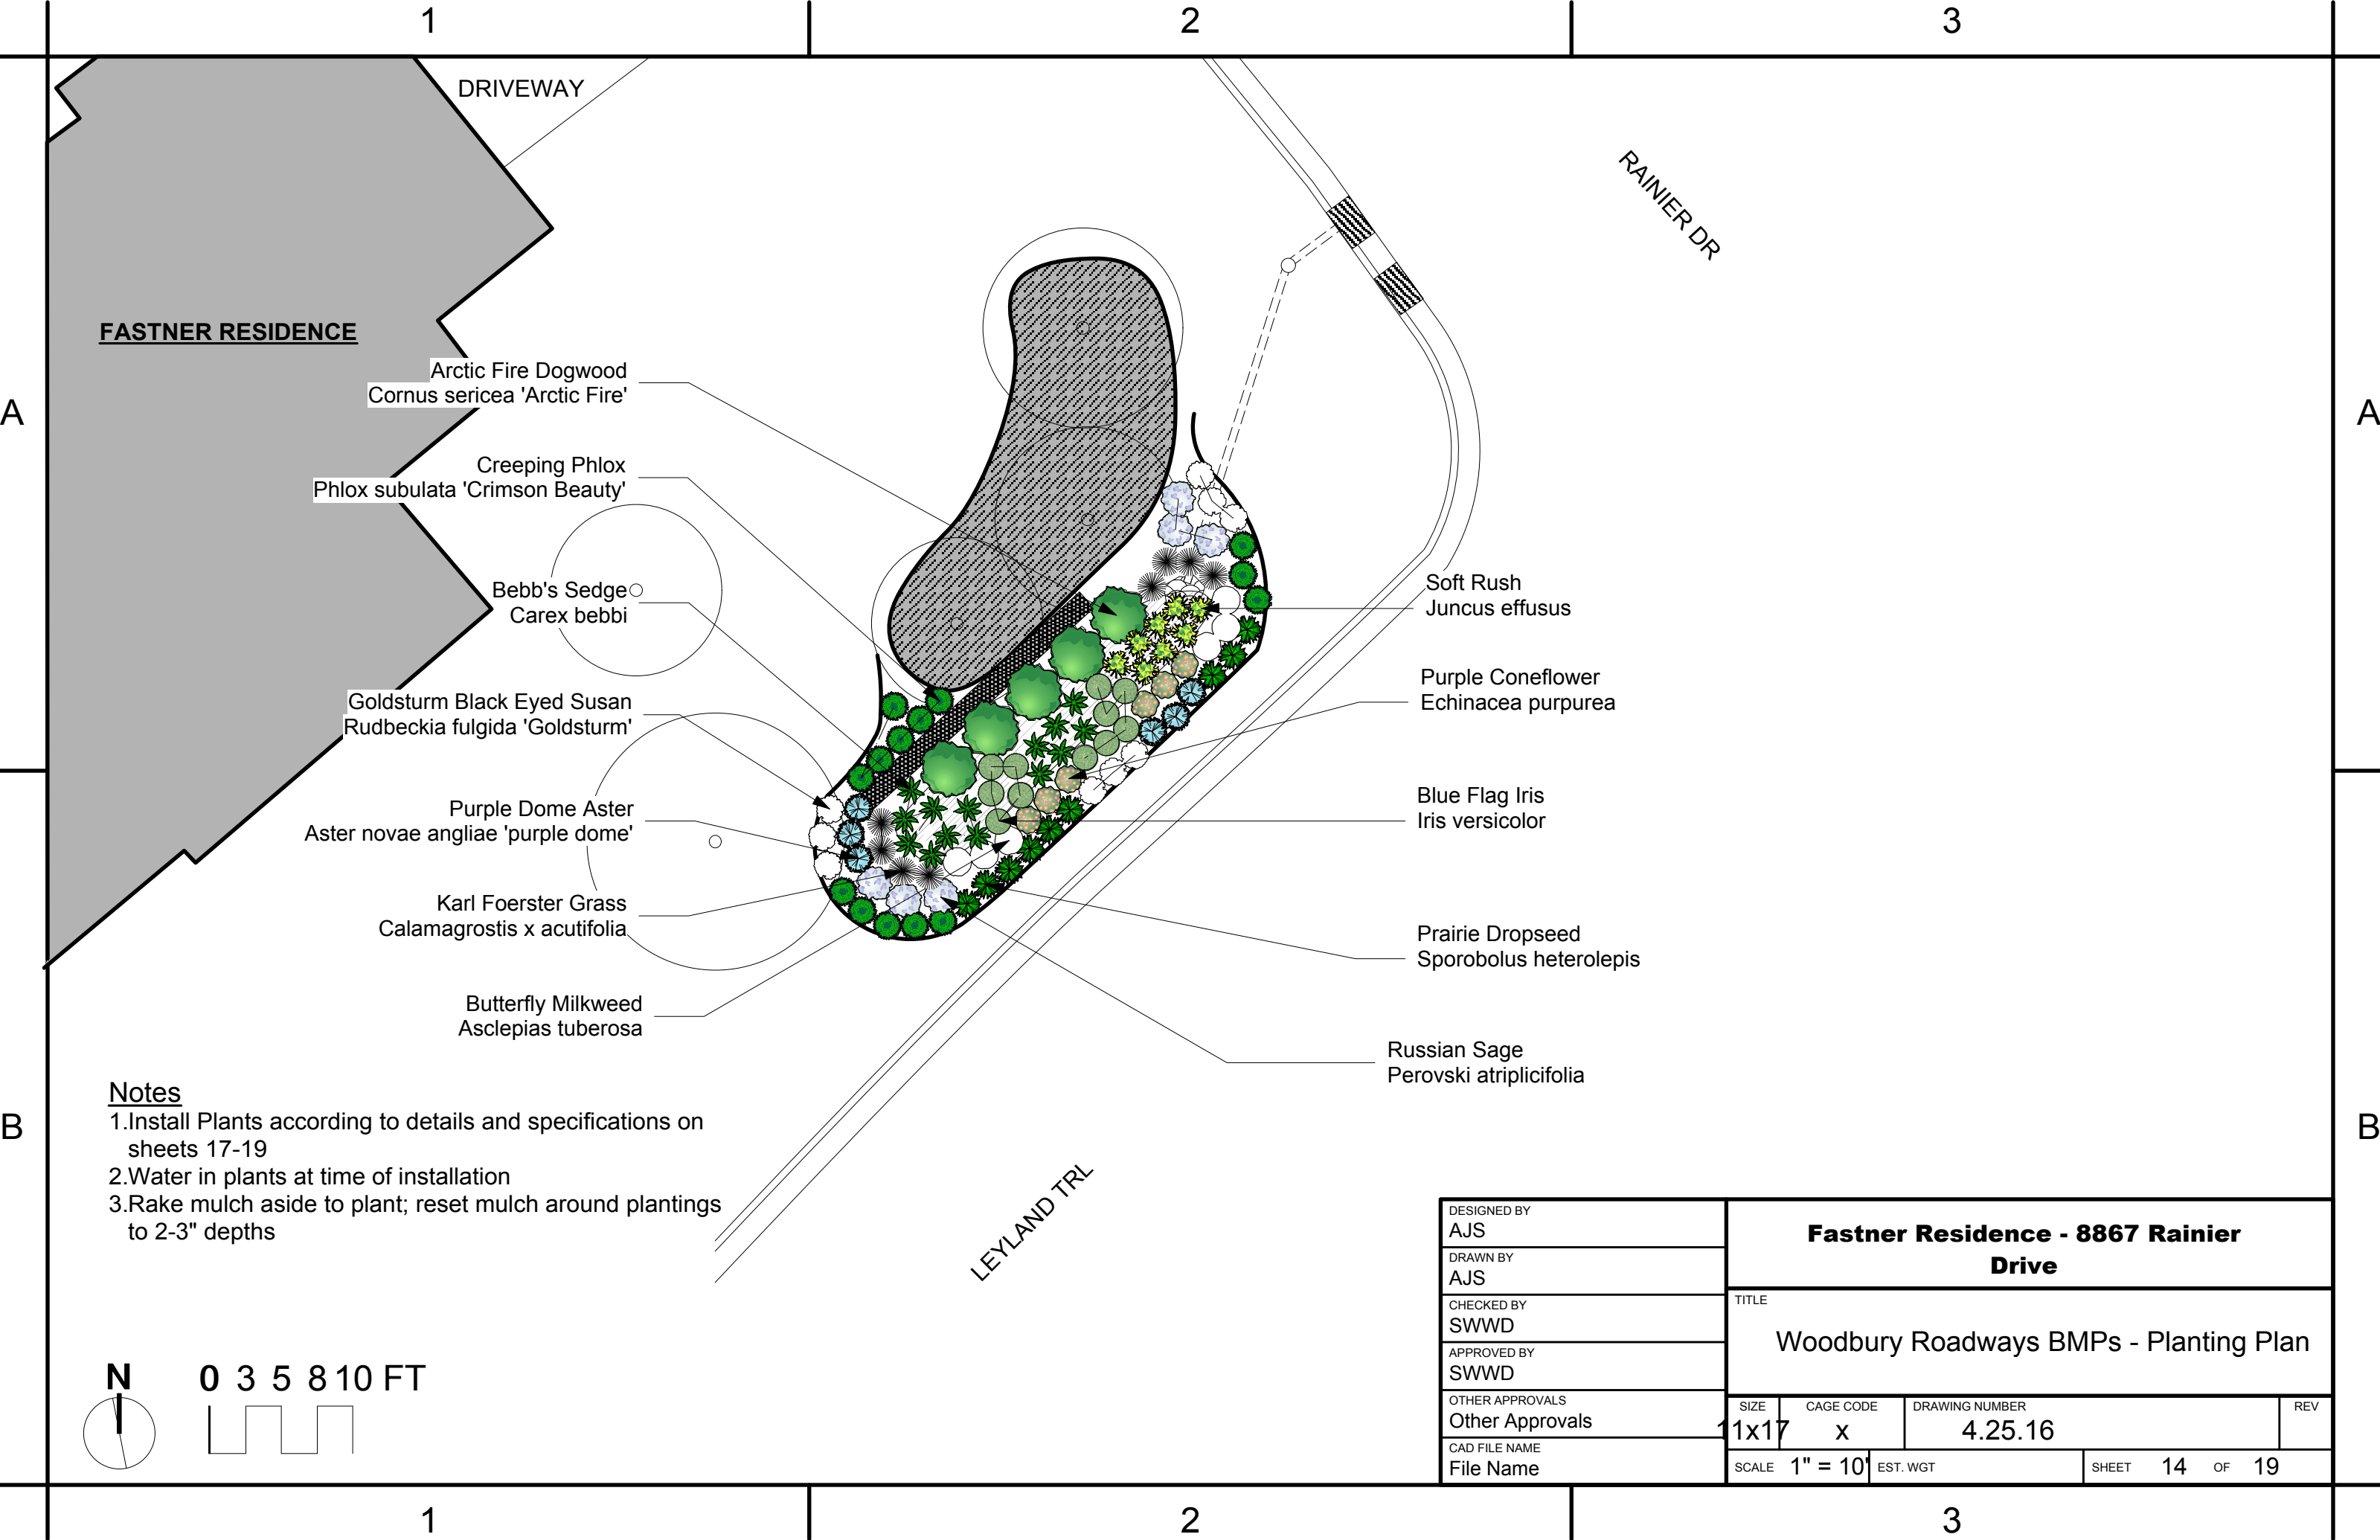 1 2 3
DRIVEWAY
RAINIER DR
FASTNER RESIDENCE
Arctic Fire Dogwood
Cornus sericea 'Arctic Fire'
A A
Creeping Phlox
Phlox subulata 'Crimson Beauty'
Bebb's Sedge
Carex bebbi
Soft Rush
Juncus effusus
Goldsturm Black Eyed Susan
Rudbeckia fulgida 'Goldsturm'
Purple Coneflower
Echinacea purpurea
Purple Dome Aster
Aster novae angliae 'purple dome'
Blue Flag Iris
Iris versicolor
Karl Foerster Grass
Calamagrostis x acutifolia
Prairie Dropseed
Sporobolus heterolepis
Butterfly Milkweed
Asclepias tuberosa
Russian Sage
Perovski atriplicifolia
B B
Notes
1.Install Plants according to details and specifications on
sheets 17-19
2.Water in plants at time of installation
3.Rake mulch aside to plant; reset mulch around plantings
to 2-3" depths
LEYLAND TRL
N
0 3 5 8 10 FT
DESIGNED BY
AJS
DRAWN BY
AJS
CHECKED BY
SWWD
APPROVED BY
SWWD
OTHER APPROVALS
Other Approvals
CAD FILE NAME
File Name
Fastner Residence - 8867 Rainier
Drive
TITLE
Woodbury Roadways BMPs - Planting Plan
SIZE CAGE CODE DRAWING NUMBER REV
11x17 x 4.25.16
SCALE 1" = 10' EST. WGT SHEET 14 OF 19
1 2 3